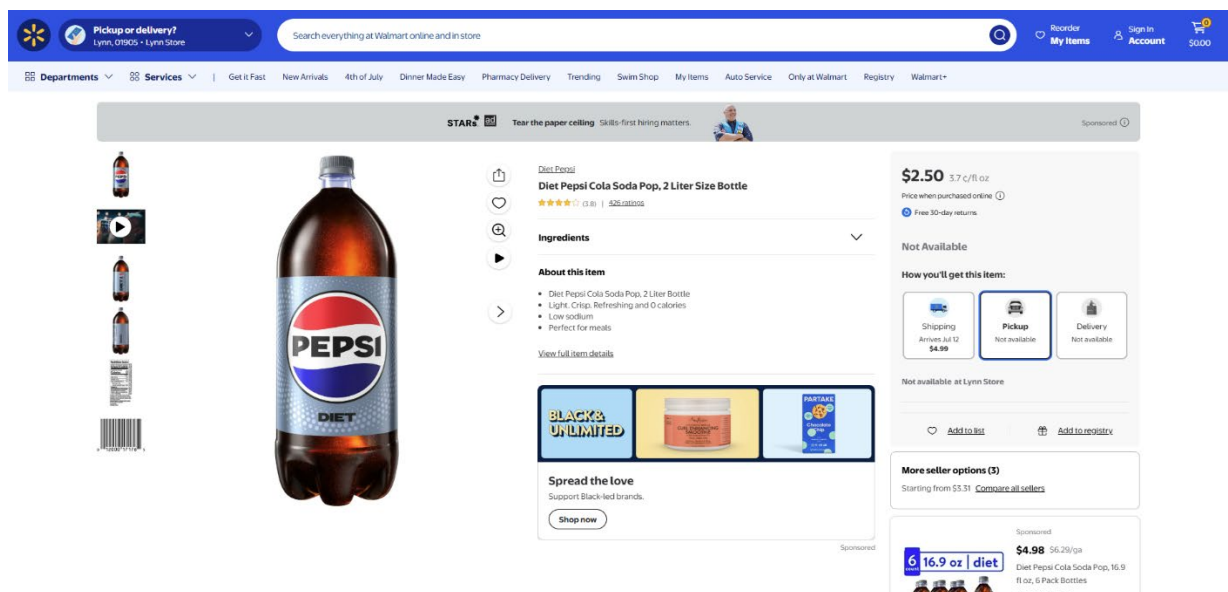 Pickup or delivery?
Lynn, 01905 • Lynn Store
Search everything at Walmart online and in store
Reorder
My Items
Sign In
Account
0
$0.00
Departments
Services
Get it Fast
New Arrivals
4th of July
Dinner Made Easy
Pharmacy Delivery
Trending
Swim Shop
My Items
Auto Service
Only at Walmart
Registry
Walmart+
STARs
Tear the paper ceiling Skills-first hiring matters.
Sponsored
PEPSI
DIET
Diet Pepsi
Diet Pepsi Cola Soda Pop, 2 Liter Size Bottle
(3.8) | 426 ratings
Ingredients
About this item
• Diet Pepsi Cola Soda Pop, 2 Liter Bottle
• Light. Crisp. Refreshing and 0 calories
• Low sodium
• Perfect for meals
View full item details
BLACK &
UNLIMITED
PARTAKE
Chocolate
Chip
Spread the love
Support Black-led brands.
Shop now
Sponsored
$2.50 3.7 ¢/fl oz
Price when purchased online
Free 30-day returns
Not Available
How you'll get this item:
Shipping
Arrives Jul 12
$4.99
Pickup
Not available
Delivery
Not available
Not available at Lynn Store
Add to list
Add to registry
More seller options (3)
Starting from $3.31 Compare all sellers
Sponsored
6 16.9 oz | diet
$4.98 $6.29/ga
Diet Pepsi Cola Soda Pop, 16.9
fl oz, 6 Pack Bottles